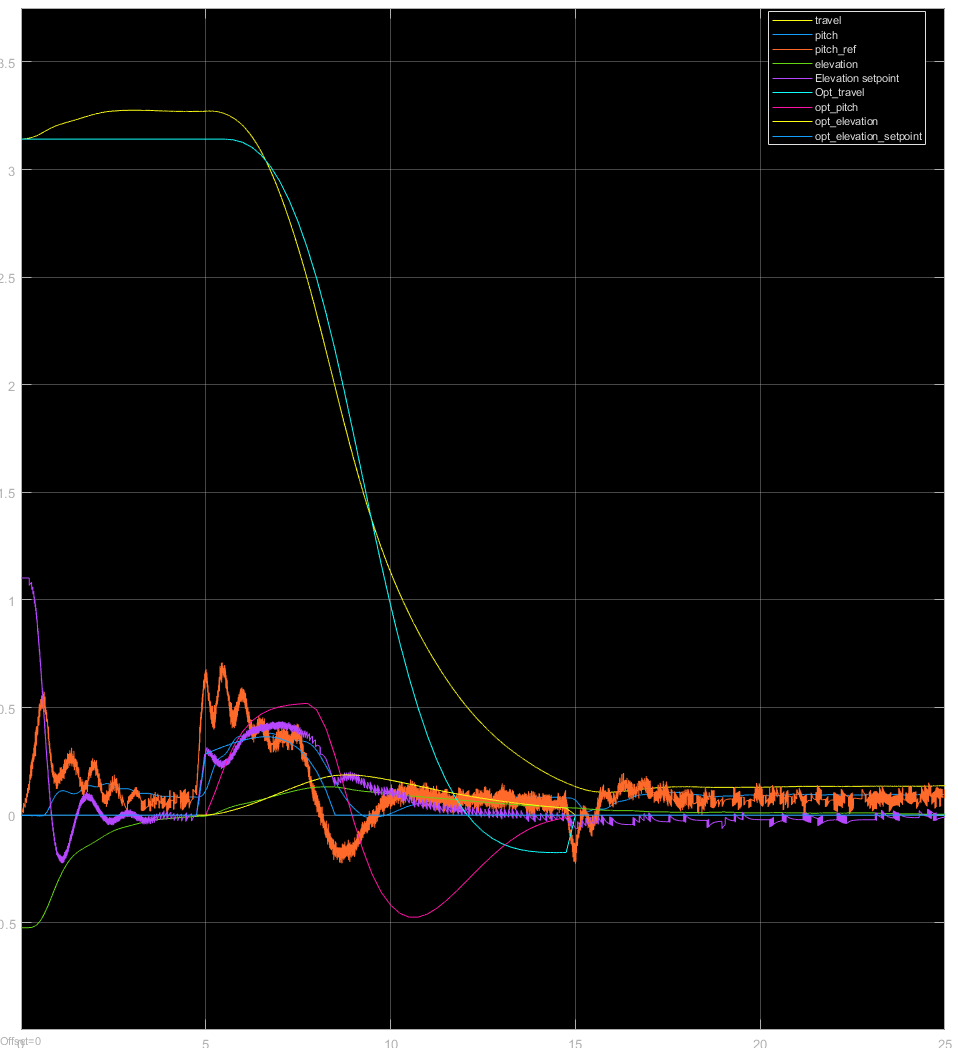 travel
pitch
pitch_ref
elevation
Elevation setpoint
Opt_travel
opt_pitch
opt_elevation
opt_elevation_setpoint
3.5
3
2.5
2
1.5
1
0.5
0
0.5
Offset=0
5
10
15
20
25